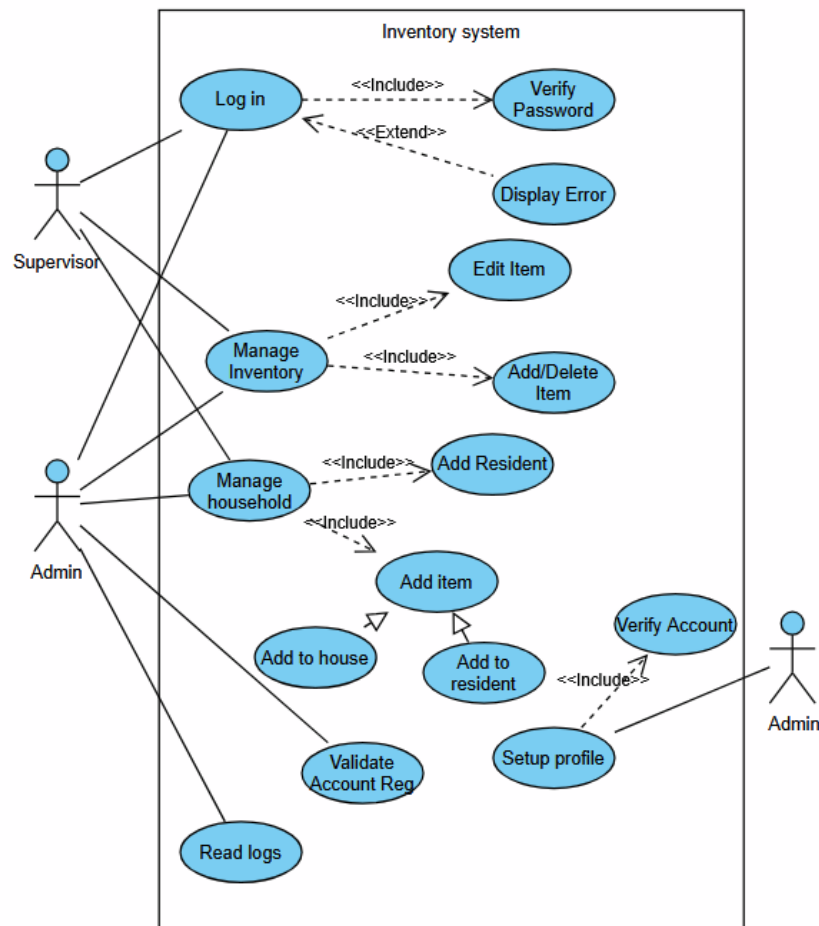 Inventory system
Log in
<<Include>>
Verify
Password
<<Extend>>
Display Error
Supervisor
Edit Item
<<Include>>
Manage
Inventory
<<Include>>
Add/Delete
Item
Manage
household
<<Include>>
Add Resident
<<Include>>
Admin
Add item
Add to house
Add to
resident
Verify Account
<<Include>>
Admin
Setup profile
Validate
Account Reg
Read logs